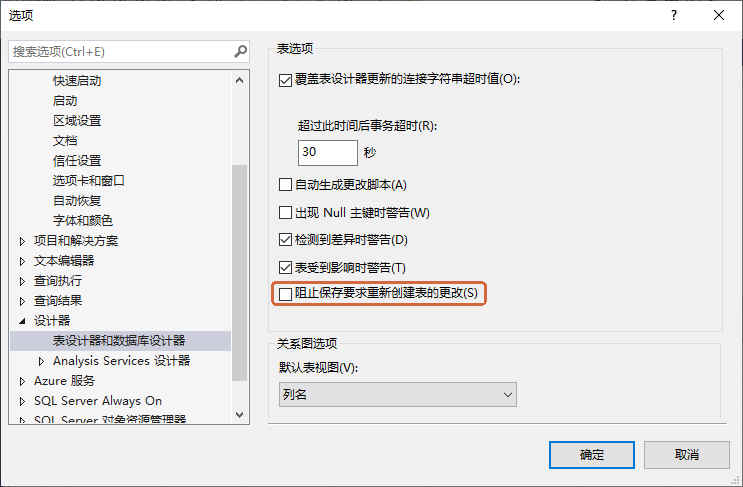 选项
?
搜索选项(Ctrl+E)
快速启动
启动
区域设置
文档
信任设置
选项卡和窗口
自动恢复
字体和颜色
项目和解决方案
文本编辑器
查询执行
查询结果
设计器
表设计器和数据库设计器
Analysis Services 设计器
Azure 服务
SQL Server Always On
SQL Server 对象资源管理器
表选项
覆盖表设计器更新的连接字符串超时值(O):
超过此时间后事务超时(R):
30 秒
自动生成更改脚本(A)
出现 Null 主键时警告(W)
检测到差异时警告(D)
表受到影响时警告(T)
阻止保存要求重新创建表的更改(S)
关系图选项
默认表视图(V):
列名
确定
取消